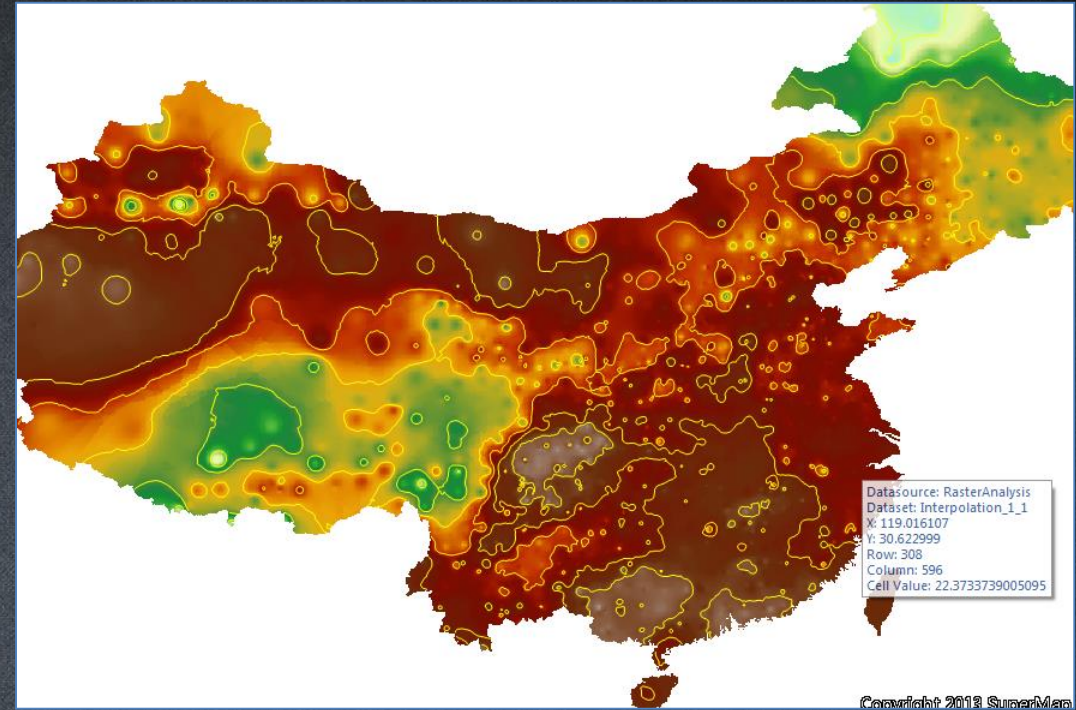 Datasource: RasterAnalysis
Dataset: Interpolation_1_1
X: 119.016107
Y: 30.622999
Row: 308
Column: 596
Cell Value: 22.3733739005095
Copyright 2013 SuperMap